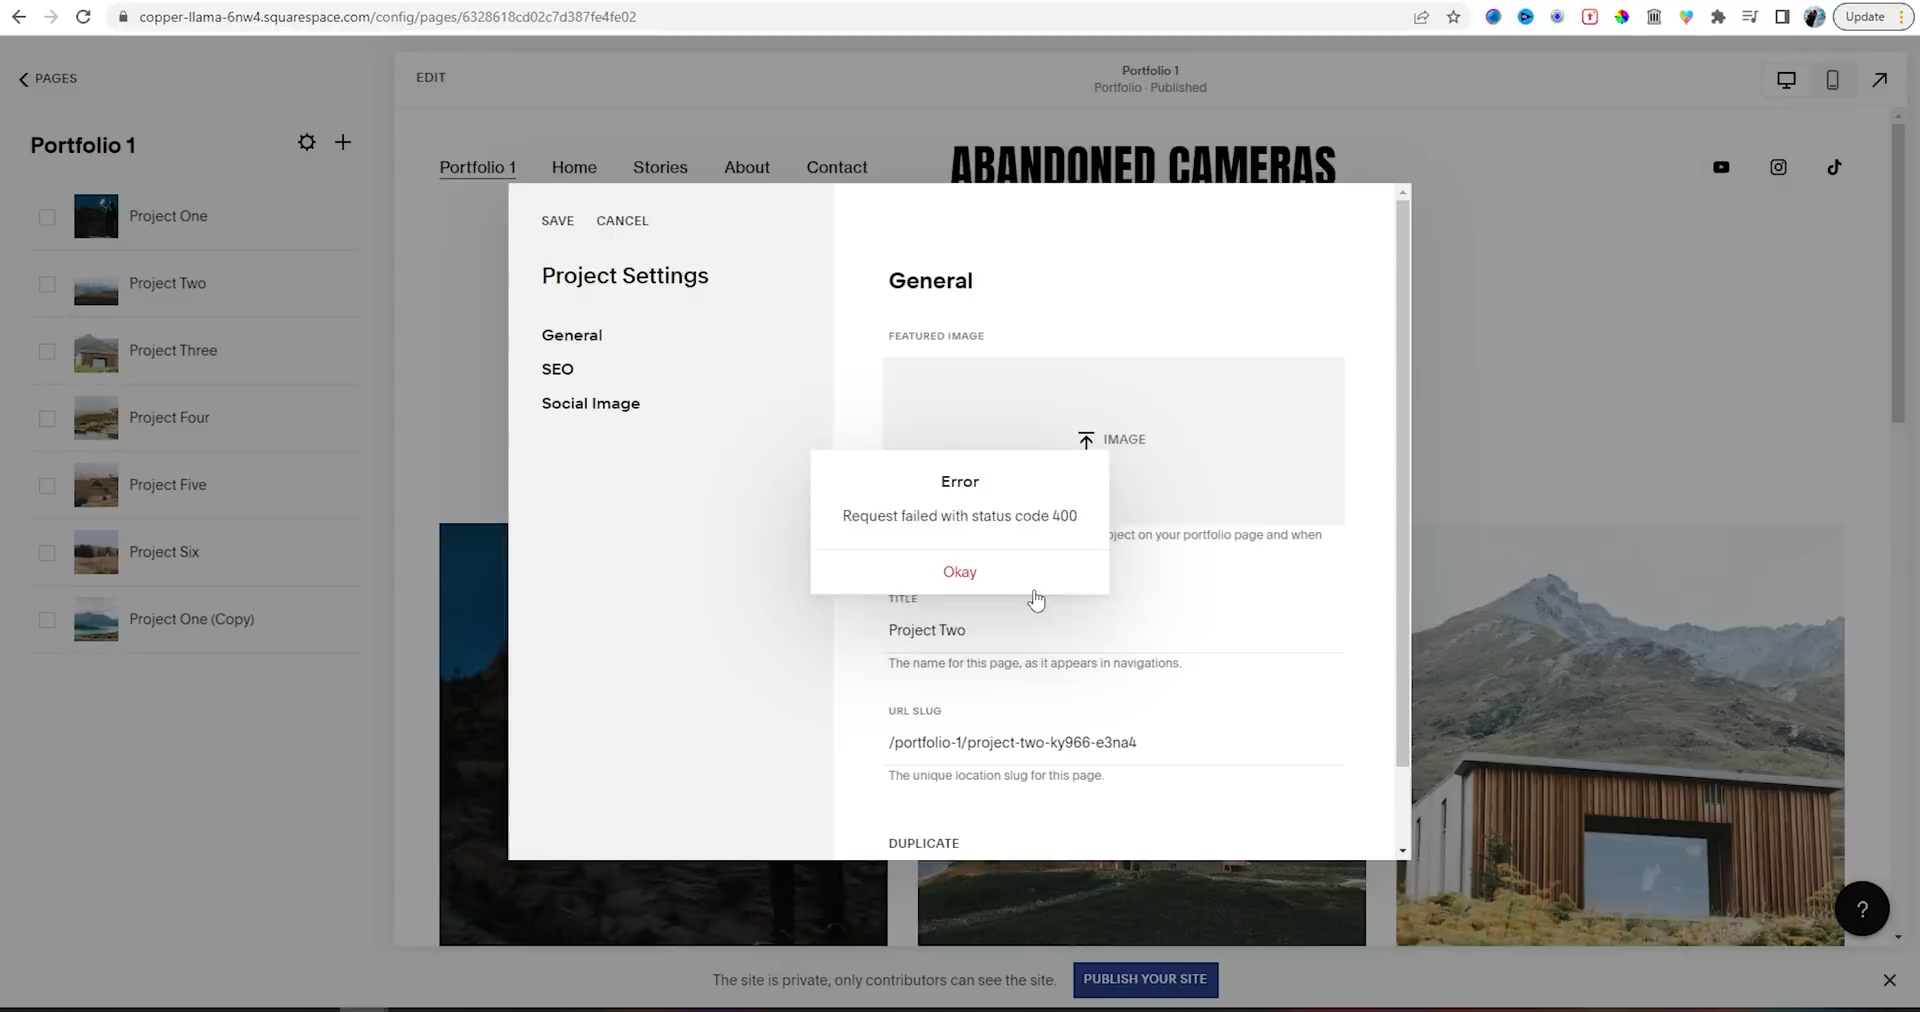 copper-llama-6nw4.squarespace.com/config/pages/6328618cd02c7d387fe4fe02
Update
PAGES
EDIT
Portfolio 1
Portfolio · Published
Portfolio 1
Portfolio 1
Home
Stories
About
Contact
ABANDONED CAMERAS
Project One
Project Two
Project Three
Project Four
Project Five
Project Six
Project One (Copy)
SAVE
CANCEL
Project Settings
General
SEO
Social Image
General
FEATURED IMAGE
IMAGE
Error
Request failed with status code 400
Okay
oject on your portfolio page and when
TITLE
Project Two
The name for this page, as it appears in navigations.
URL SLUG
/portfolio-1/project-two-ky966-e3na4
The unique location slug for this page.
DUPLICATE
?
The site is private, only contributors can see the site.
PUBLISH YOUR SITE